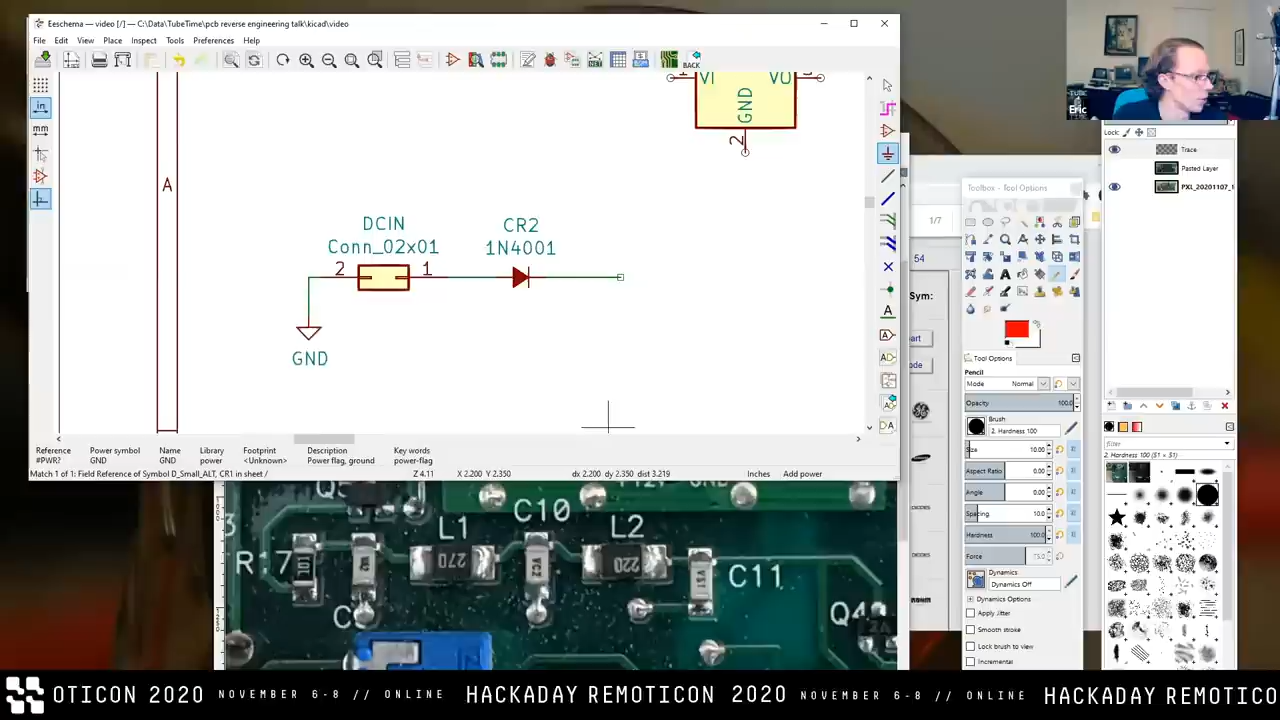 Eeschema — video [/] — C:\Data\TubeTime\pcb reverse engineering talk\kicad\video
File Edit View Place Inspect Tools Preferences Help
BACK
in
mm
A
VI VO
GND
2
DCIN
Conn_02x01
2 1
CR2
1N4001
GND
Reference Power symbol Name Library Footprint Description Key words
#PWR? GND GND power <Unknown> Power flag, ground power-flag
Match 1 of 1: Field Reference of Symbol D_Small_ALT, CR1 in sheet / Z 4.11 X 2.200 Y 2.350 dx 2.200 dy 2.350 dist 3.219 Inches Add power
Eric
1/7
54
Sym:
Toolbox - Tool Options
Tool Options
Pencil
Mode Normal
Opacity 100.0
Brush
2. Hardness 100
Size 10.00
Aspect Ratio 0.00
Angle 0.00
Spacing 10.0
Hardness 100.0
Force
Dynamics
Dynamics Off
Dynamics Options
Apply Jitter
Smooth stroke
Lock brush to view
Incremental
Lock:
Trace
Pasted Layer
PXL_20201107_1
filter
2. Hardness 100 (51 × 51)
R17
L1
C10
L2
C11
270
220
OTICON 2020 NOVEMBER 6-8 // ONLINE HACKADAY REMOTICON 2020 NOVEMBER 6-8 // ONLINE HACKADAY REMOTICO